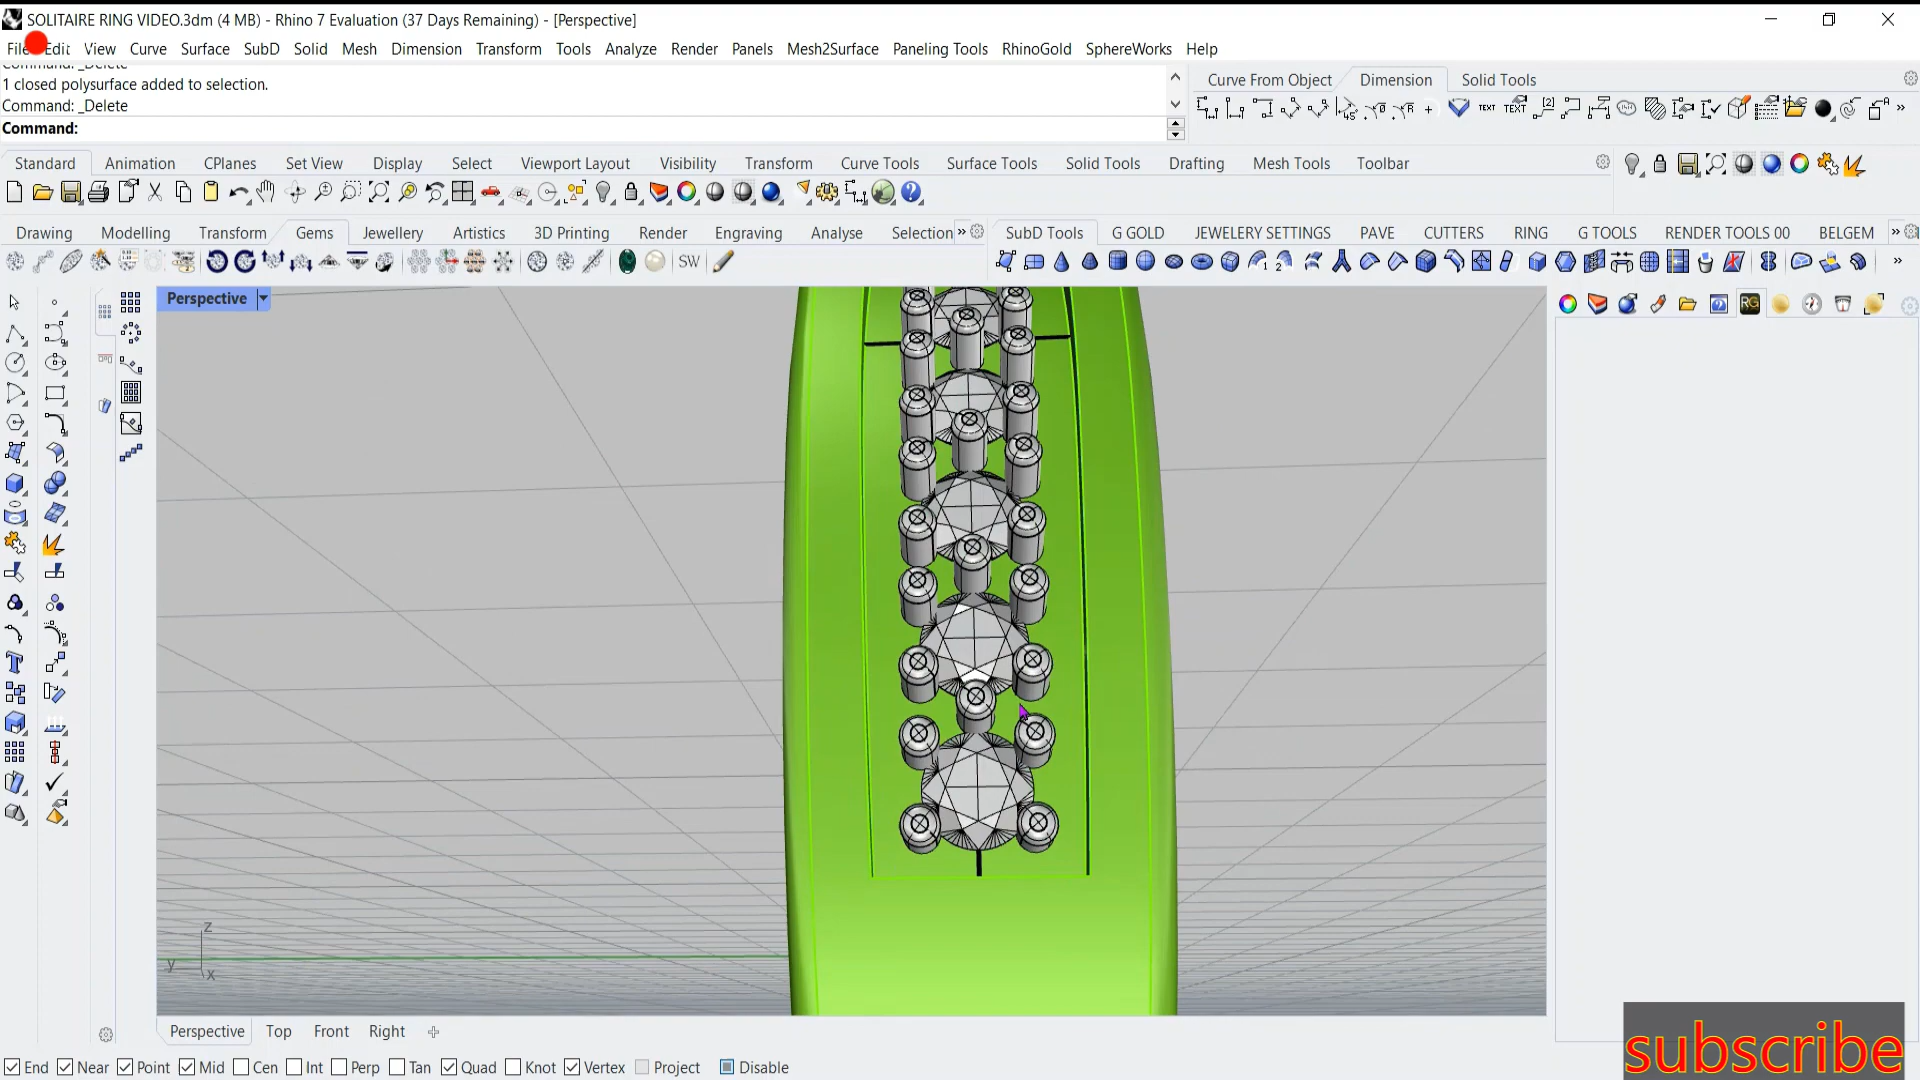 SOLITAIRE RING VIDEO.3dm (4 MB) - Rhino 7 Evaluation (37 Days Remaining) - [Perspective]
File Edit View Curve Surface SubD Solid Mesh Dimension Transform Tools Analyze Render Panels Mesh2Surface Paneling Tools RhinoGold SphereWorks Help
Command: _Delete
1 closed polysurface added to selection.
Command: _Delete
Command:
Curve From Object Dimension Solid Tools
TEXT TEXT
Standard Animation CPlanes Set View Display Select Viewport Layout Visibility Transform Curve Tools Surface Tools Solid Tools Drafting Mesh Tools Toolbar
Drawing Modelling Transform Gems Jewellery Artistics 3D Printing Render Engraving Analyse Selection »
SubD Tools G GOLD JEWELERY SETTINGS PAVE CUTTERS RING G TOOLS RENDER TOOLS 00 BELGEM »
SW
RG
Perspective
z
y
x
Perspective Top Front Right
End Near Point Mid Cen Int Perp Tan Quad Knot Vertex Project Disable
subscribe